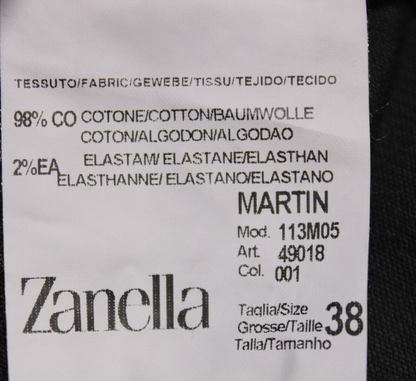 TESSUTO/FABRIC/GEWEBE/TISSU/TEJIDO/TECIDO
98% CO COTONE/COTTON/BAUMWOLLE
COTON/ALGODON/ALGODAO
2%EA ELASTAM/ELASTANE/ELASTHAN
ELASTHANNE/ELASTANO/ELASTANO
MARTIN
Mod. 113M05
Art. 49018
Col. 001
Zanella
Taglia/Size
Grosse/Taille 38
Talla/Tamanho